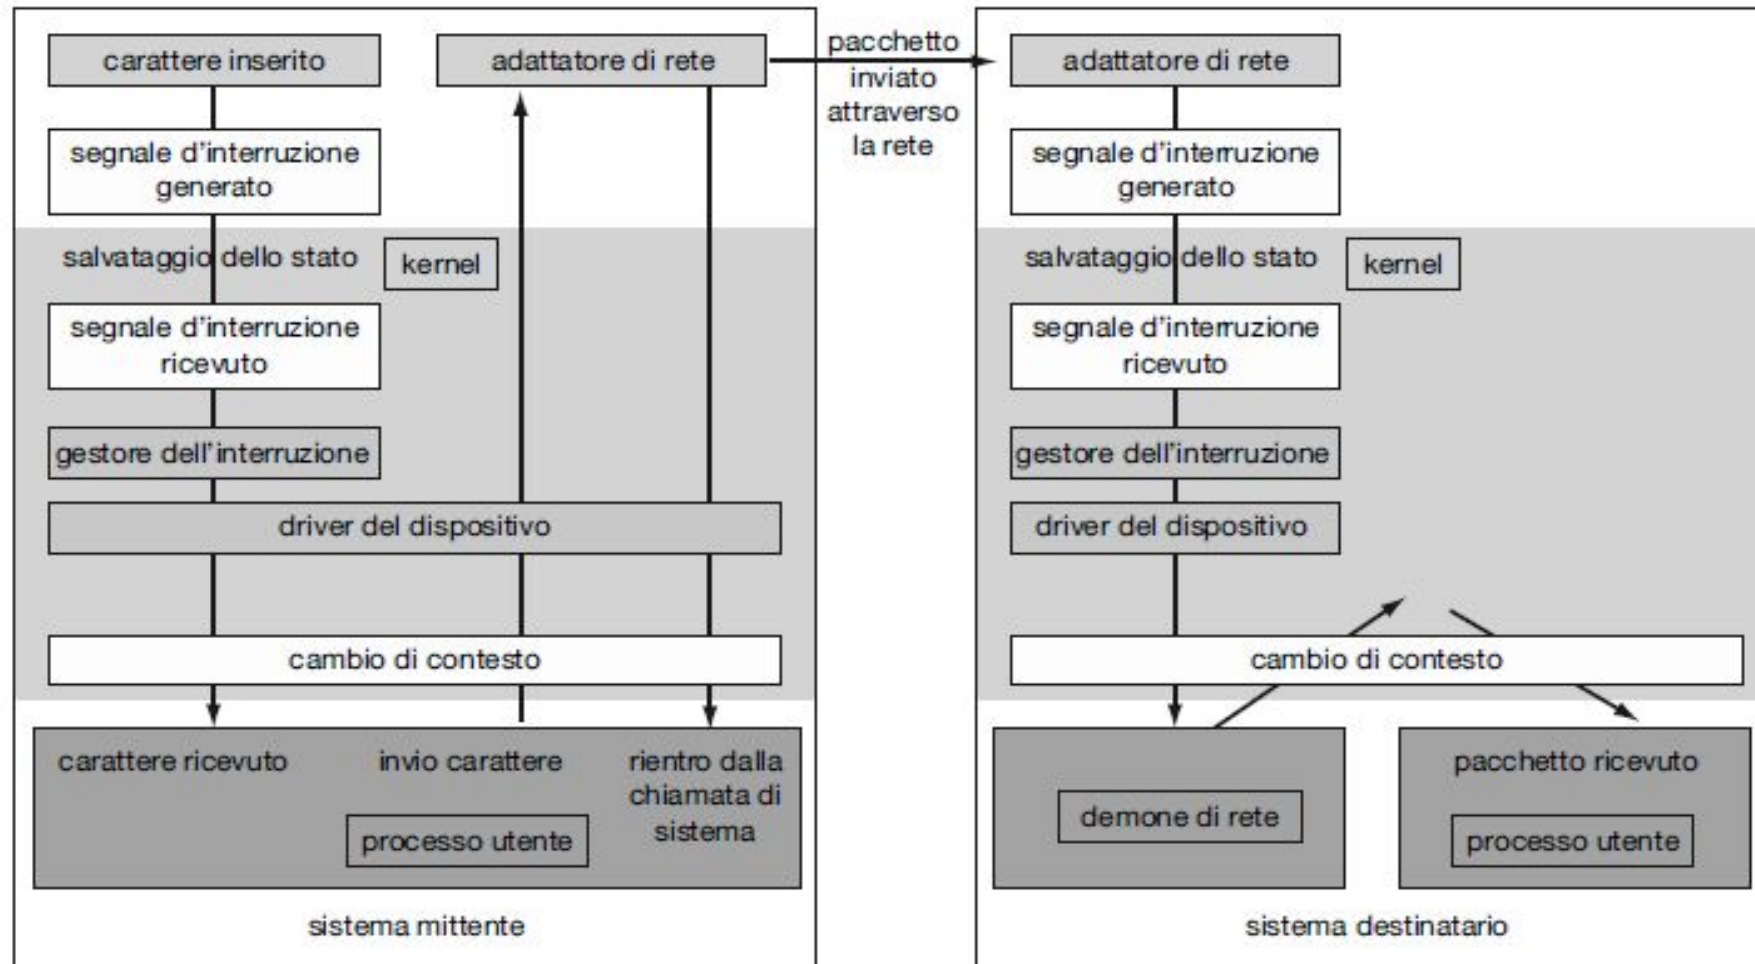 carattere inserito
segnale d'interruzione
generato
salvataggio dello stato
kernel
segnale d'interruzione
ricevuto
gestore dell'interruzione
adattatore di rete
driver del dispositivo
cambio di contesto
carattere ricevuto
invio carattere
rientro dalla
chiamata di
sistema
processo utente
sistema mittente
pacchetto
inviato
attraverso
la rete
adattatore di rete
segnale d'interruzione
generato
salvataggio dello stato
kernel
segnale d'interruzione
ricevuto
gestore dell'interruzione
driver del dispositivo
cambio di contesto
demone di rete
pacchetto ricevuto
processo utente
sistema destinatario